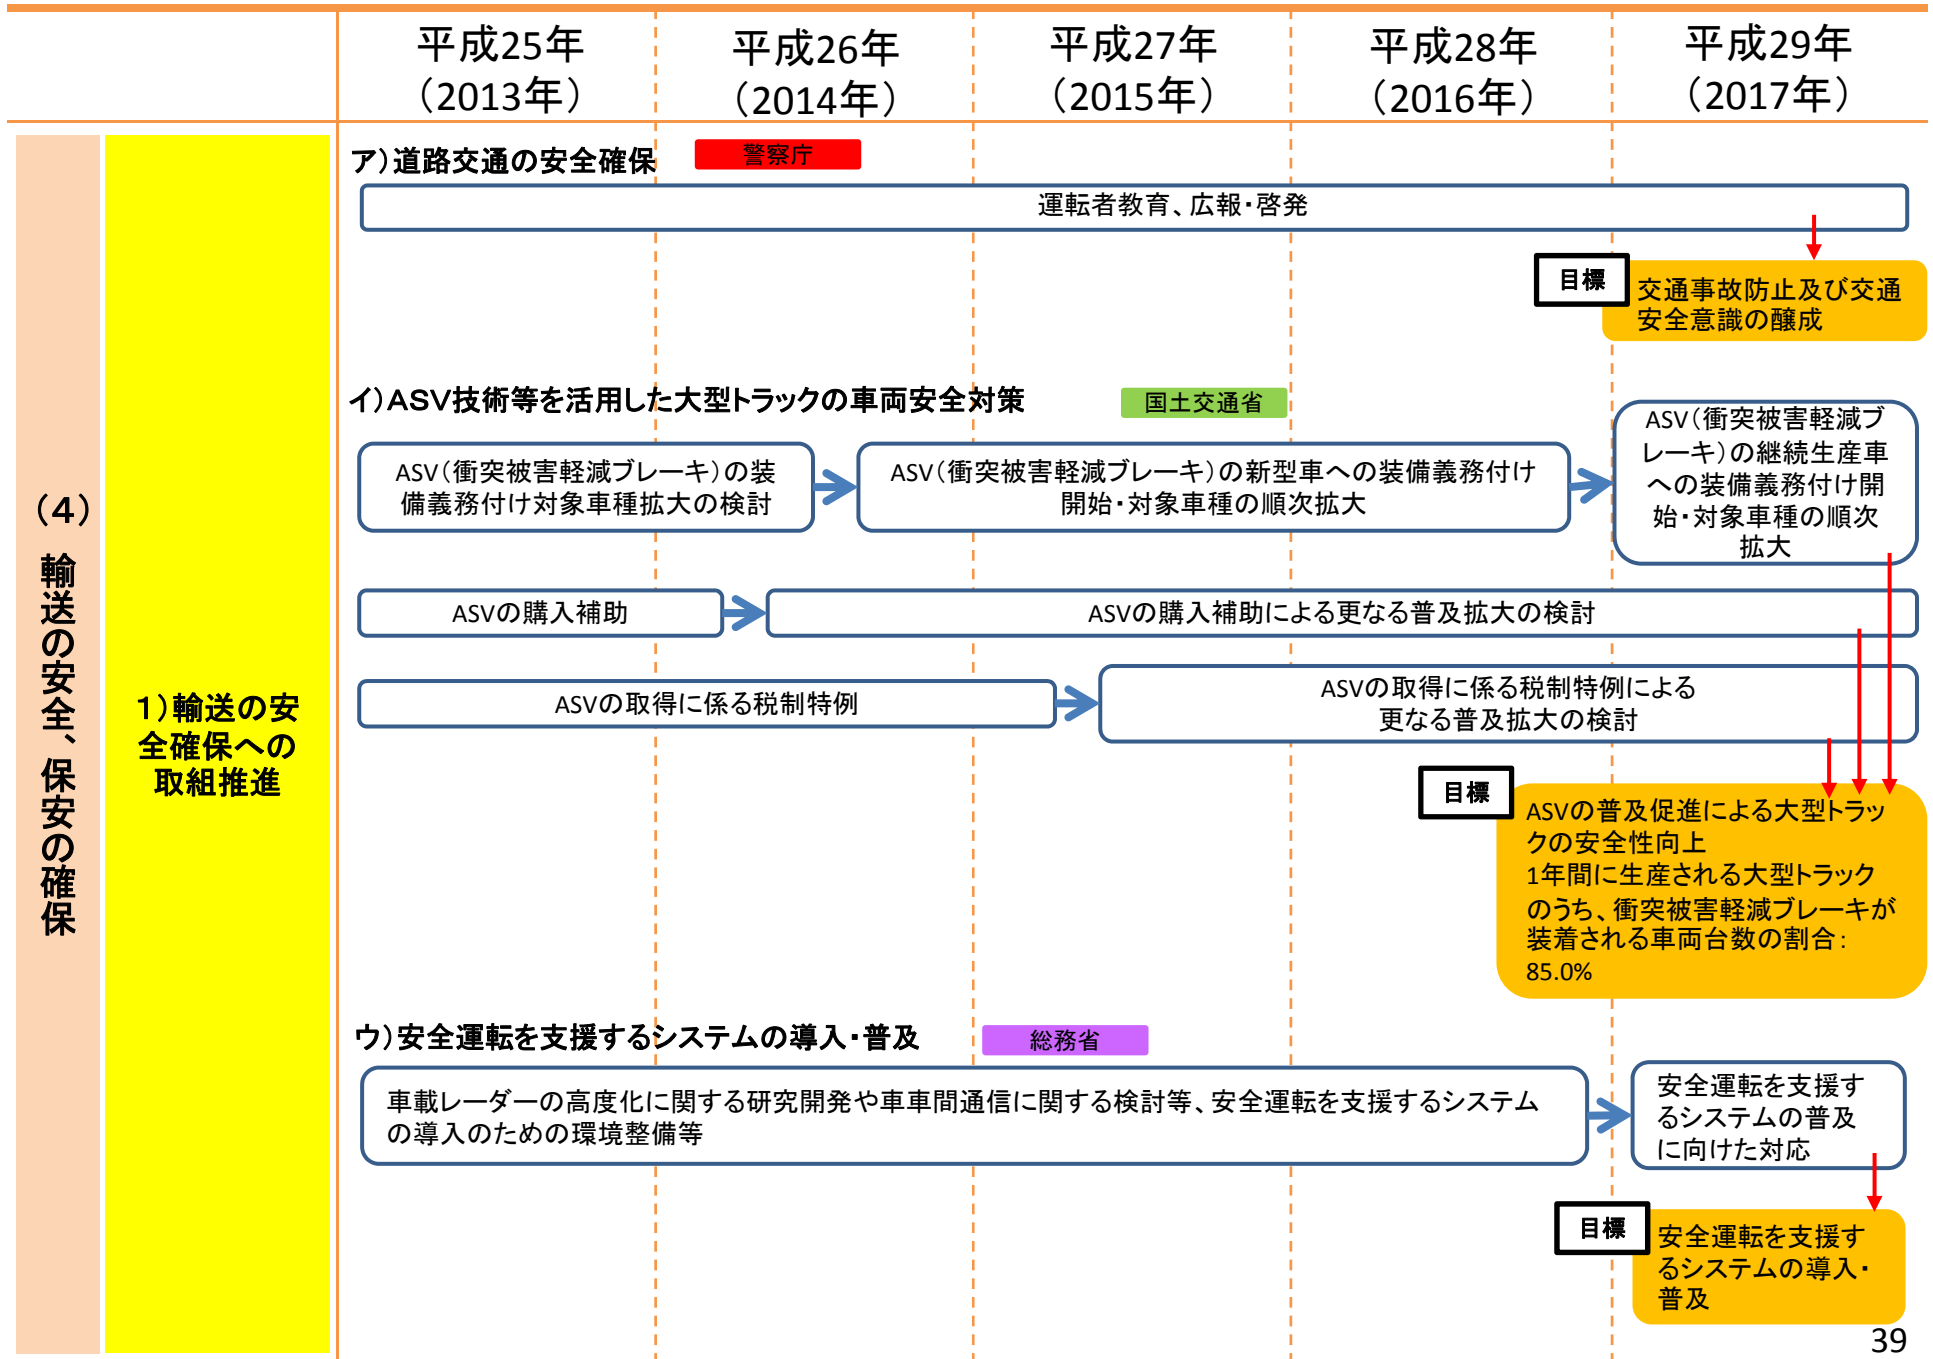 平成25年
（2013年）
平成26年
（2014年）
平成27年
（2015年）
平成28年
（2016年）
平成29年
（2017年）
（４）輸送の安全、保安の確保
１）輸送の安
全確保への
取組推進
ア）道路交通の安全確保
警察庁
運転者教育、広報・啓発
目標
交通事故防止及び交通
安全意識の醸成
イ）ＡＳＶ技術等を活用した大型トラックの車両安全対策
国土交通省
ASV（衝突被害軽減ブレーキ）の装
備義務付け対象車種拡大の検討
ASV（衝突被害軽減ブレーキ）の新型車への装備義務付け
開始・対象車種の順次拡大
ASV（衝突被害軽減ブ
レーキ）の継続生産車
への装備義務付け開
始・対象車種の順次
拡大
ASVの購入補助
ASVの購入補助による更なる普及拡大の検討
ASVの取得に係る税制特例
ASVの取得に係る税制特例による
更なる普及拡大の検討
目標
ASVの普及促進による大型トラッ
クの安全性向上
1年間に生産される大型トラック
のうち、衝突被害軽減ブレーキが
装着される車両台数の割合：
85.0%
ウ）安全運転を支援するシステムの導入・普及
総務省
車載レーダーの高度化に関する研究開発や車車間通信に関する検討等、安全運転を支援するシステム
の導入のための環境整備等
安全運転を支援す
るシステムの普及
に向けた対応
目標
安全運転を支援す
るシステムの導入・
普及
39